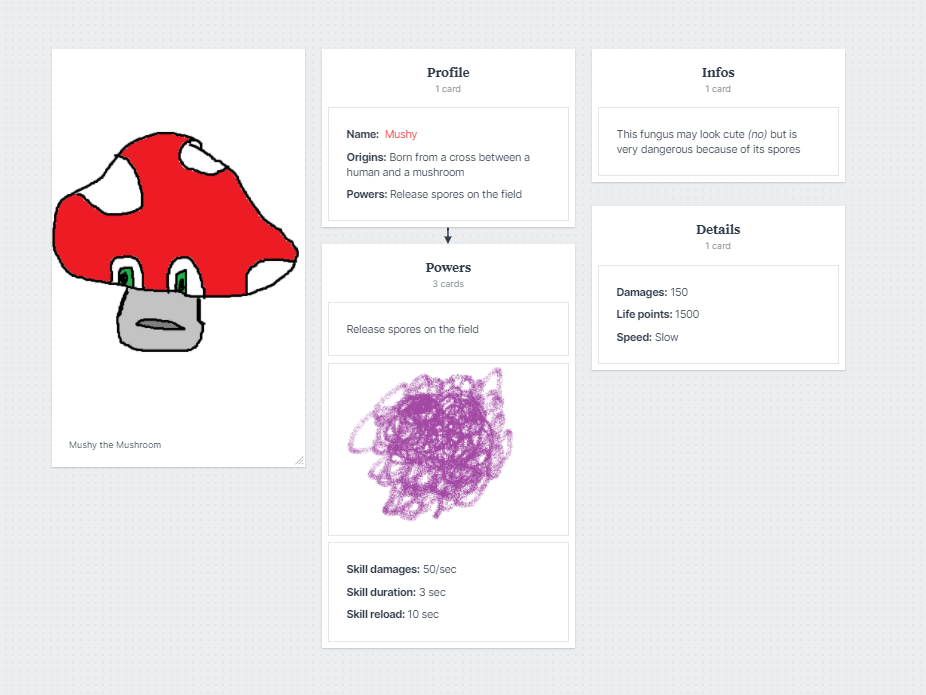 Mushy the Mushroom
Profile
1 card
Name: Mushy
Origins: Born from a cross between a
human and a mushroom
Powers: Release spores on the field
Powers
3 cards
Release spores on the field
Skill damages: 50/sec
Skill duration: 3 sec
Skill reload: 10 sec
Infos
1 card
This fungus may look cute (no) but is
very dangerous because of its spores
Details
1 card
Damages: 150
Life points: 1500
Speed: Slow